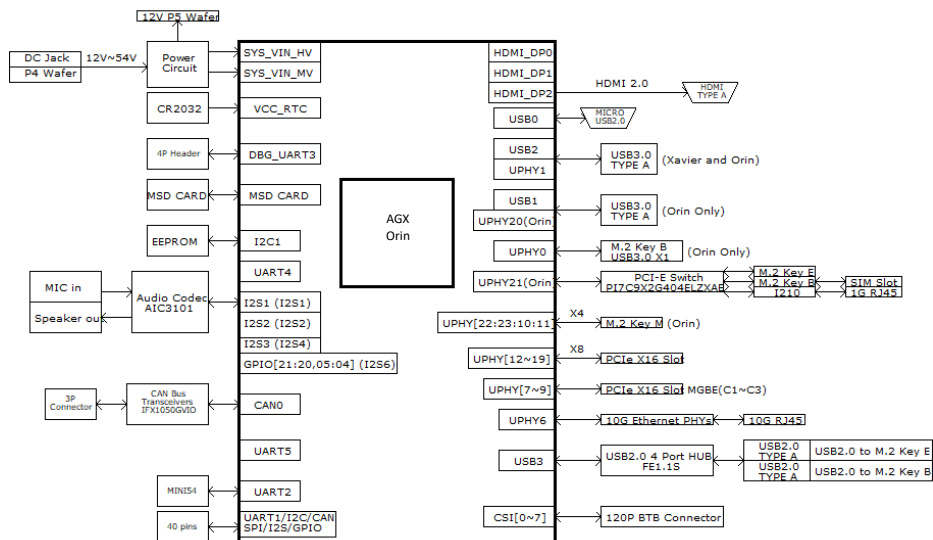 12V P5 Wafer
DC Jack
P4 Wafer
12V~54V
Power
Circuit
SYS_VIN_HV
SYS_VIN_MV
CR2032
VCC_RTC
4P Header
DBG_UART3
MSD CARD
MSD CARD
EEPROM
I2C1
UART4
MIC in
Speaker out
Audio Codec
AIC3101
I2S1 (I2S1)
I2S2 (I2S2)
I2S3 (I2S4)
GPIO[21:20,05:04] (I2S6)
3P
Connector
CAN Bus
Transceivers
IFX1050GVIO
CAN0
UART5
MINI54
UART2
40 pins
UART1/I2C/CAN
SPI/I2S/GPIO
AGX
Orin
HDMI_DP0
HDMI_DP1
HDMI_DP2
HDMI 2.0
HDMI
TYPE A
USB0
MICRO
USB2.0
USB2
UPHY1
USB3.0
TYPE A
(Xavier and Orin)
USB1
UPHY20(Orin)
USB3.0
TYPE A
(Orin Only)
UPHY0
M.2 Key B
USB3.0 X1
(Orin Only)
UPHY21(Orin)
PCI-E Switch
PI7C9X2G404ELZXAE
M.2 Key E
M.2 Key B
I210
SIM Slot
1G RJ45
UPHY[22:23:10:11]
X4
M.2 Key M
(Orin)
UPHY[12~19]
X8
PCIe X16 Slot
UPHY[7~9]
PCIe X16 Slot
MGBE(C1~C3)
UPHY6
10G Ethernet PHYs
10G RJ45
USB3
USB2.0 4 Port HUB
FE1.1S
USB2.0
TYPE A
USB2.0 to M.2 Key E
USB2.0
TYPE A
USB2.0 to M.2 Key B
CSI[0~7]
120P BTB Connector